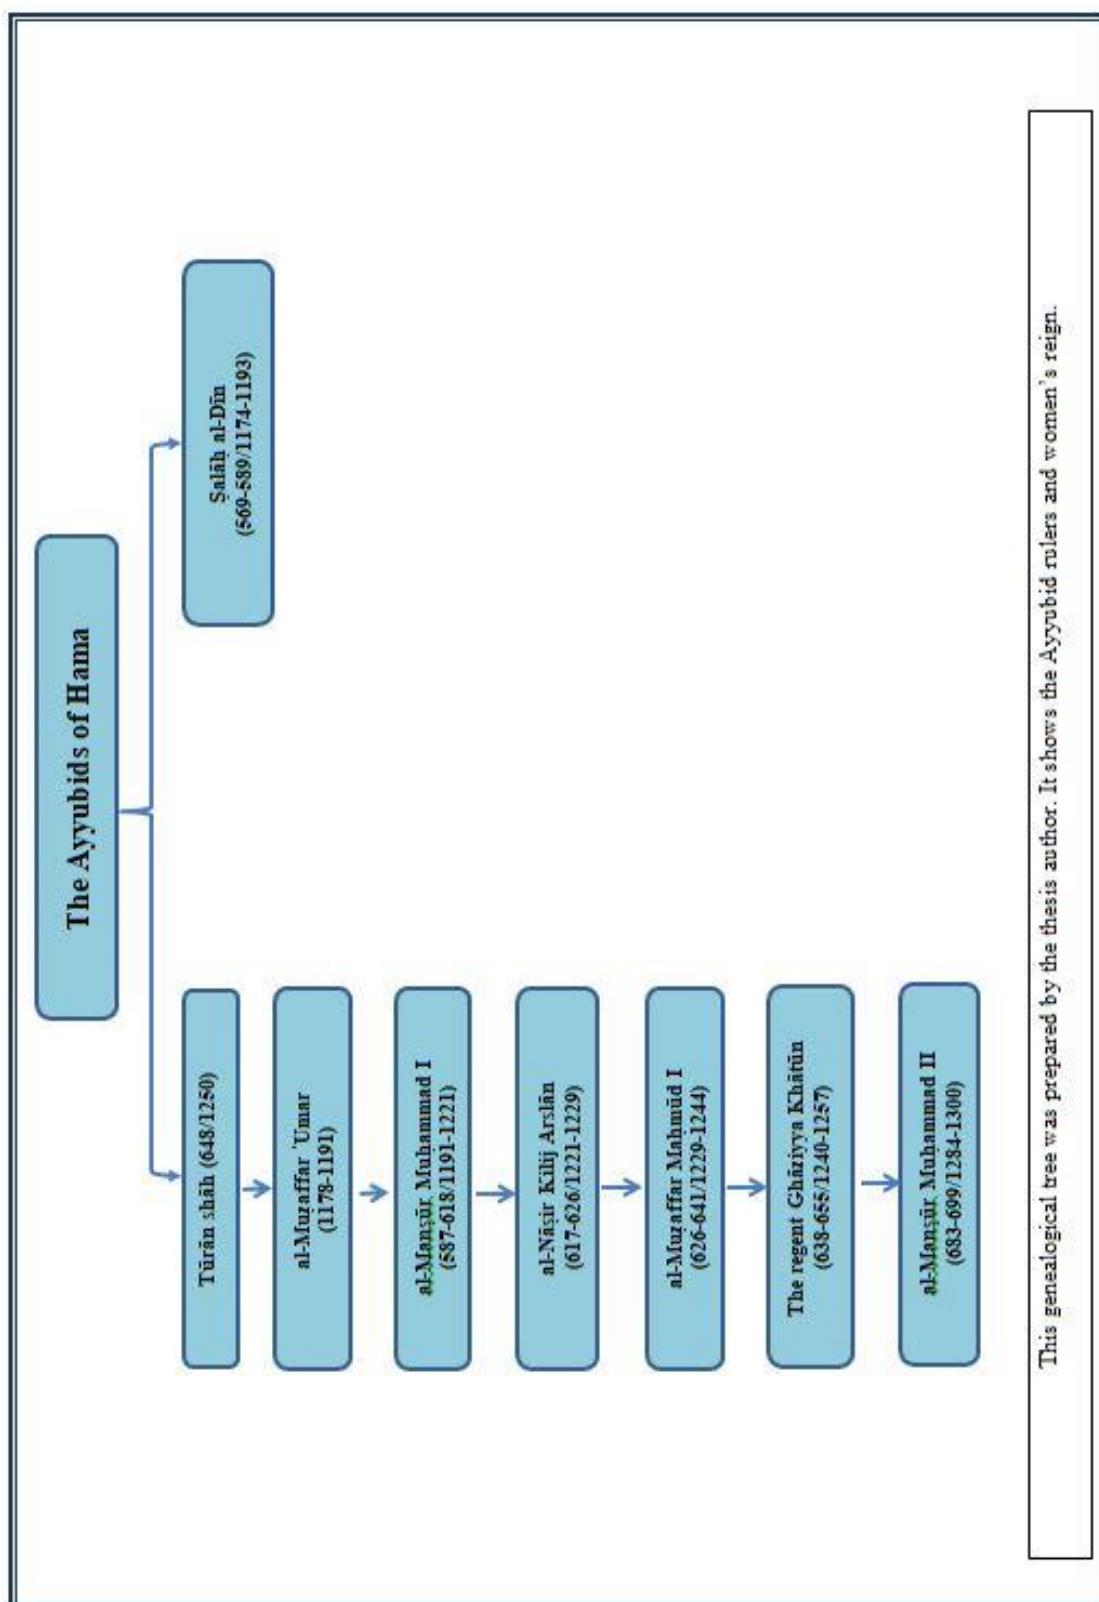 The Ayyubids of Hama
Tūrān shāh (648/1250)
al-Muẓaffar 'Umar
(1178-1191)
al-Manṣūr Muḥammad I
(587-618/1191-1221)
al-Nāṣir Kilij Arslān
(617-626/1221-1229)
al-Muẓaffar Maḥmūd I
(626-641/1229-1244)
The regent Ghāziyya Khātūn
(638-655/1240-1257)
al-Manṣūr Muḥammad II
(683-699/1284-1300)
Ṣalāḥ al-Dīn
(569-589/1174-1193)
This genealogical tree was prepared by the thesis author. It shows the Ayyubid rulers and women's reign.